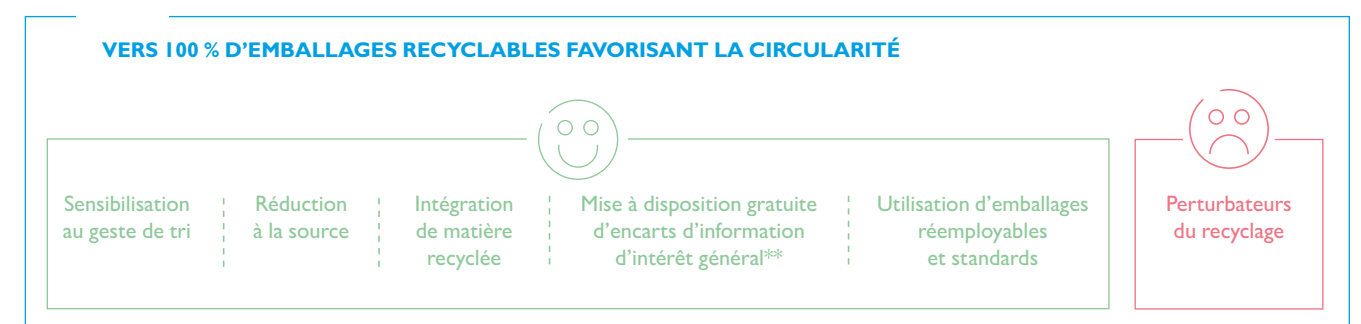 VERS 100 % D’EMBALLAGES RECYCLABLES FAVORISANT LA CIRCULARITÉ
Sensibilisation
au geste de tri
Réduction
à la source
Intégration
de matière
recyclée
Mise à disposition gratuite
d’encarts d’information
d’intérêt général**
Utilisation d’emballages
réemployables
et standards
Perturbateurs
du recyclage